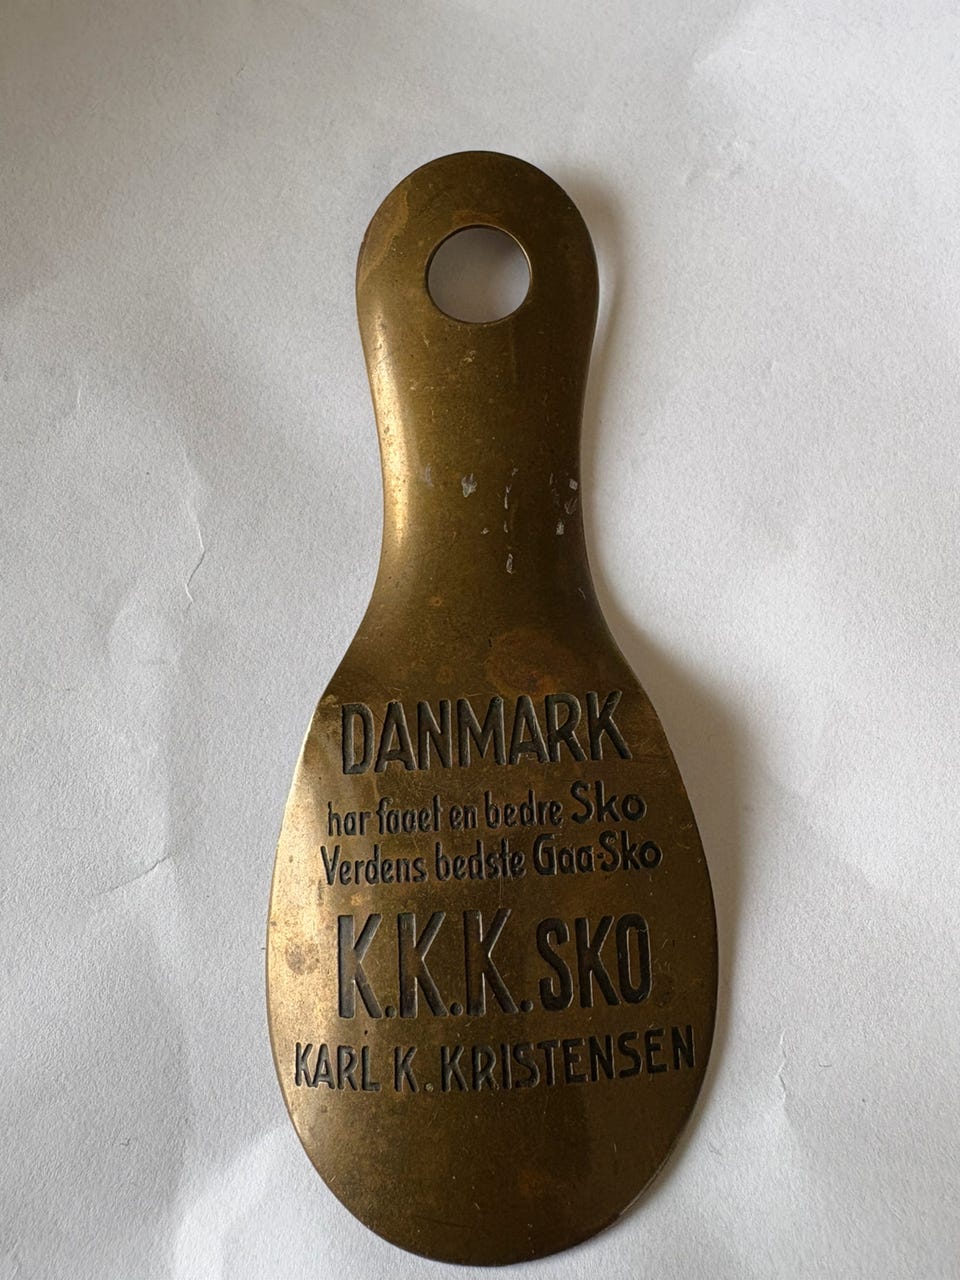 DANMARK
har faaet en bedre Sko
Verdens bedste Gaa-Sko
K.K.K. SKO
KARL K. KRISTENSEN